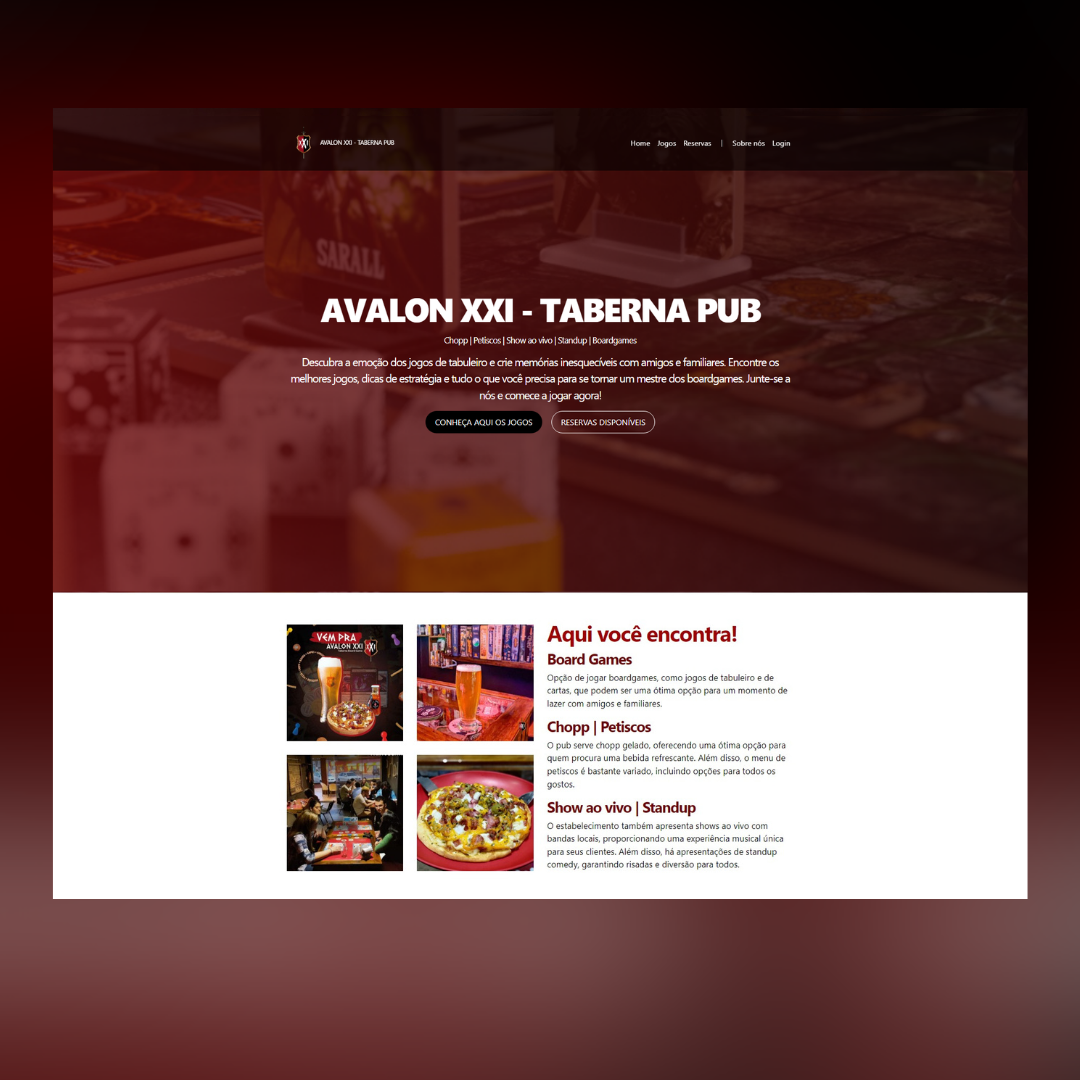 XXI
AVALON XXI - TABERNA PUB
Home Jogos Reservas | Sobre nós Login
SARALL
AVALON XXI - TABERNA PUB
Chopp | Petiscos | Show ao vivo | Standup | Boardgames
Descubra a emoção dos jogos de tabuleiro e crie memórias inesquecíveis com amigos e familiares. Encontre os
melhores jogos, dicas de estratégia e tudo o que você precisa para se tornar um mestre dos boardgames. Junte-se a
nós e comece a jogar agora!
CONHEÇA AQUI OS JOGOS
RESERVAS DISPONÍVEIS
VEM PRA
AVALON XXI
XXI
Aqui você encontra!
Board Games
Opção de jogar boardgames, como jogos de tabuleiro e de
cartas, que podem ser uma ótima opção para um momento de
lazer com amigos e familiares.
Chopp | Petiscos
O pub serve chopp gelado, oferecendo uma ótima opção para
quem procura uma bebida refrescante. Além disso, o menu de
petiscos é bastante variado, incluindo opções para todos os
gostos.
Show ao vivo | Standup
O estabelecimento também apresenta shows ao vivo com
bandas locais, proporcionando uma experiência musical única
para seus clientes. Além disso, há apresentações de standup
comedy, garantindo risadas e diversão para todos.